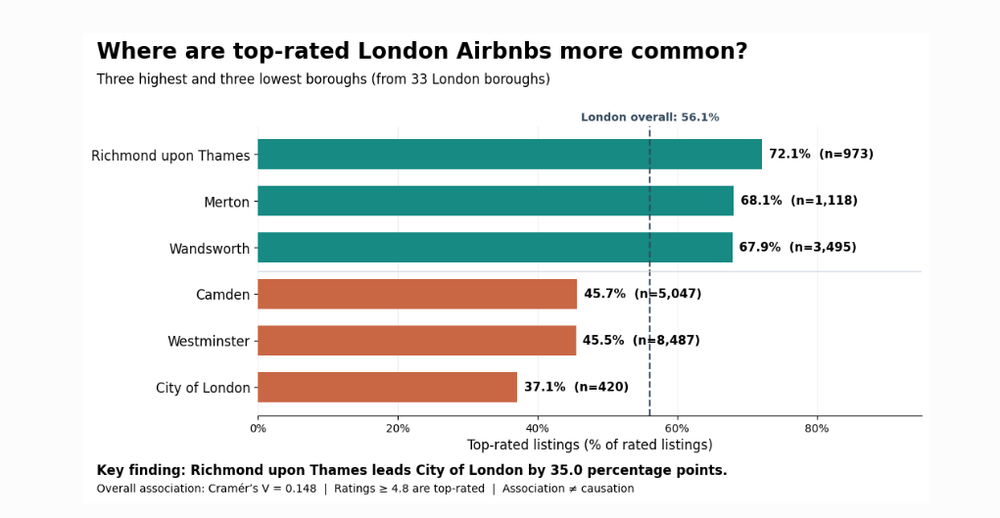 Where are top-rated London Airbnbs more common?
Three highest and three lowest boroughs (from 33 London boroughs)
London overall: 56.1%
Richmond upon Thames 72.1% (n=973)
Merton 68.1% (n=1,118)
Wandsworth 67.9% (n=3,495)
Camden 45.7% (n=5,047)
Westminster 45.5% (n=8,487)
City of London 37.1% (n=420)
0% 20% 40% 60% 80%
Top-rated listings (% of rated listings)
Key finding: Richmond upon Thames leads City of London by 35.0 percentage points.
Overall association: Cramér’s V = 0.148 | Ratings ≥ 4.8 are top-rated | Association ≠ causation